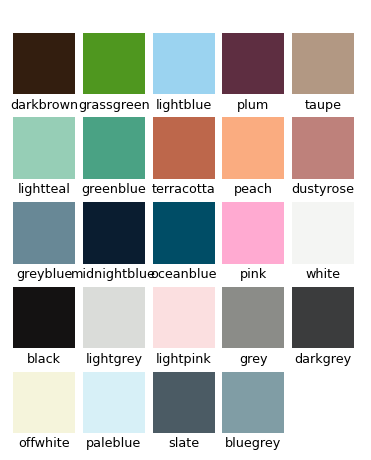 darkbrown grassgreen lightblue plum taupe
lightteal greenblue terracotta peach dustyrose
greyblue midnightblue oceanblue pink white
black lightgrey lightpink grey darkgrey
offwhite paleblue slate bluegrey